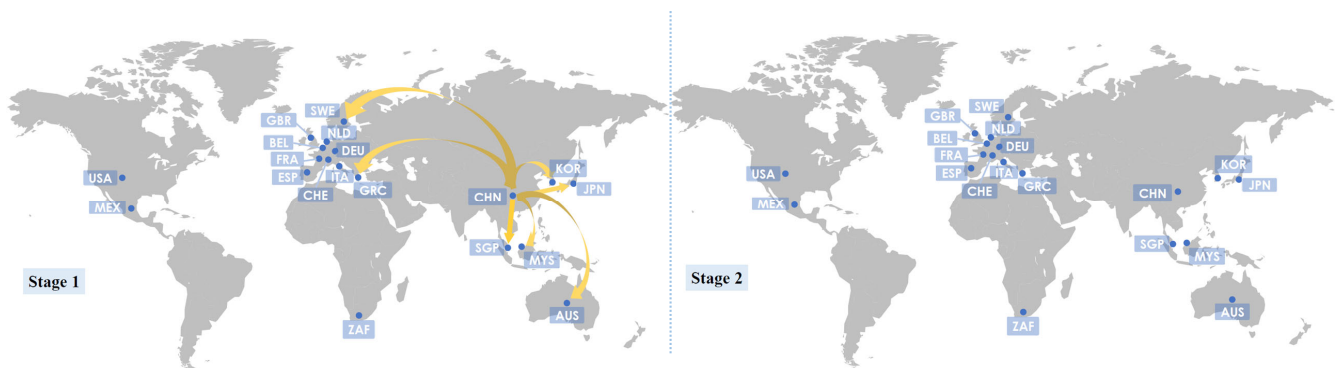 SWE
GBR
NLD
BEL
DEU
FRA
KOR
USA
ESP
ITA
JPN
CHE
GRC
CHN
MEX
SGP
MYS
Stage 1
AUS
ZAF
SWE
GBR
NLD
BEL
DEU
FRA
KOR
USA
ESP
ITA
JPN
CHE
GRC
CHN
MEX
SGP
MYS
Stage 2
AUS
ZAF